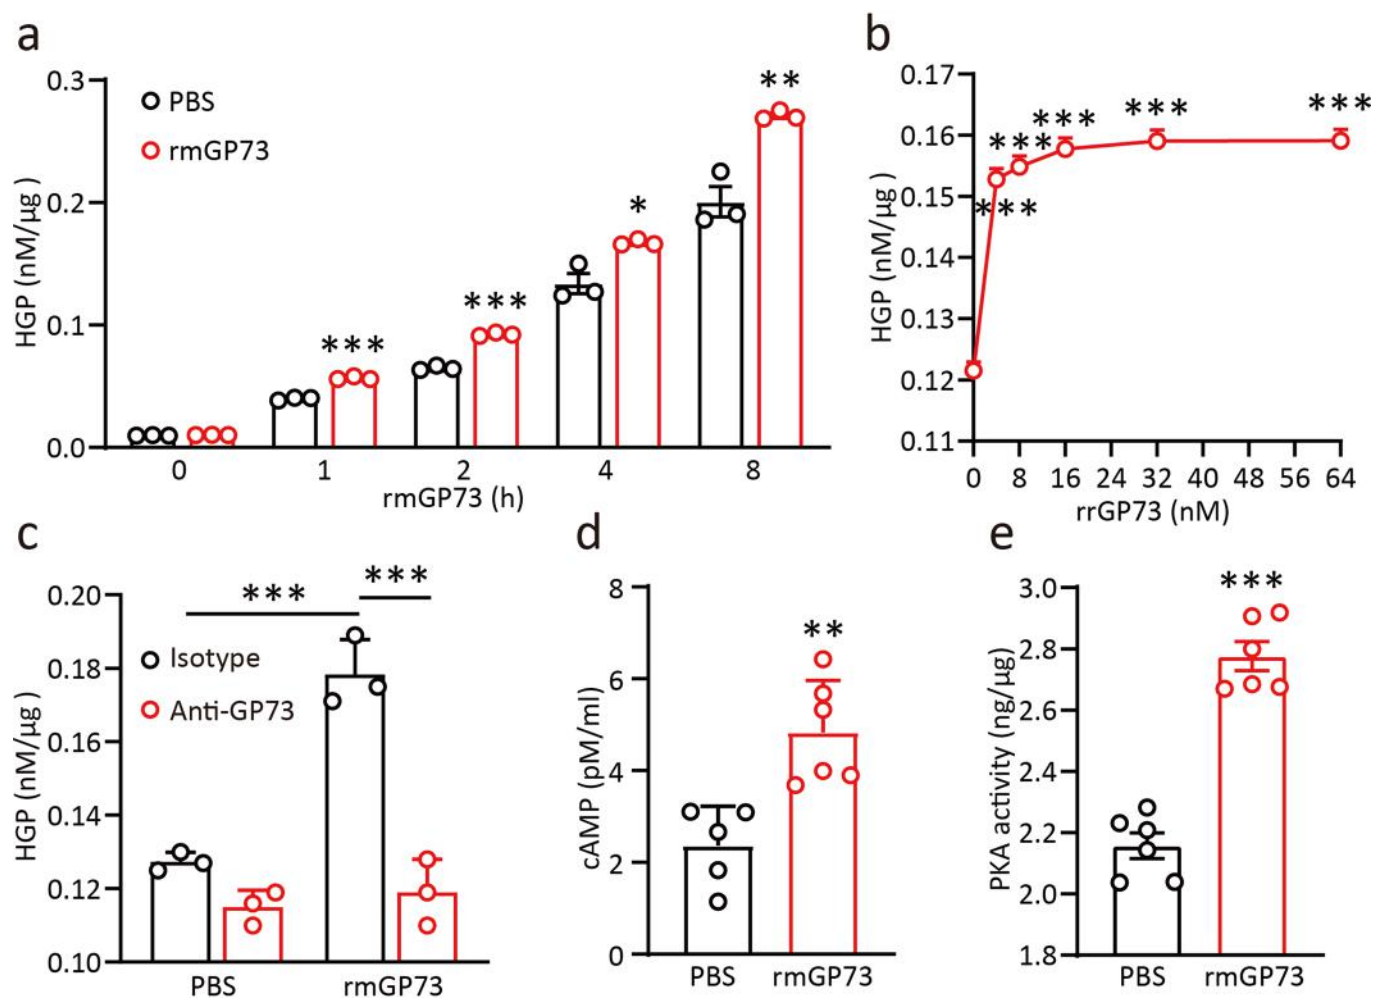 a
0.3
0.2
0.1
0.0
HGP (nM/µg )
PBS
rmGP73
***
***
*
**
0 1 2 4 8
rmGP73 (h)
b
0.17
0.16
0.15
0.14
0.13
0.12
0.11
HGP (nM/µg )
***
***
***
***
***
0 8 16 24 32 40 48 56 64
rrGP73 (nM)
c
0.20
0.18
0.16
0.14
0.12
0.10
HGP (nM/µg)
***
***
Isotype
Anti-GP73
PBS rmGP73
d
8
6
4
2
0
cAMP (pM/ml)
**
PBS rmGP73
e
3.0
2.8
2.6
2.4
2.2
2.0
1.8
PKA activity (ng/µg)
***
PBS rmGP73